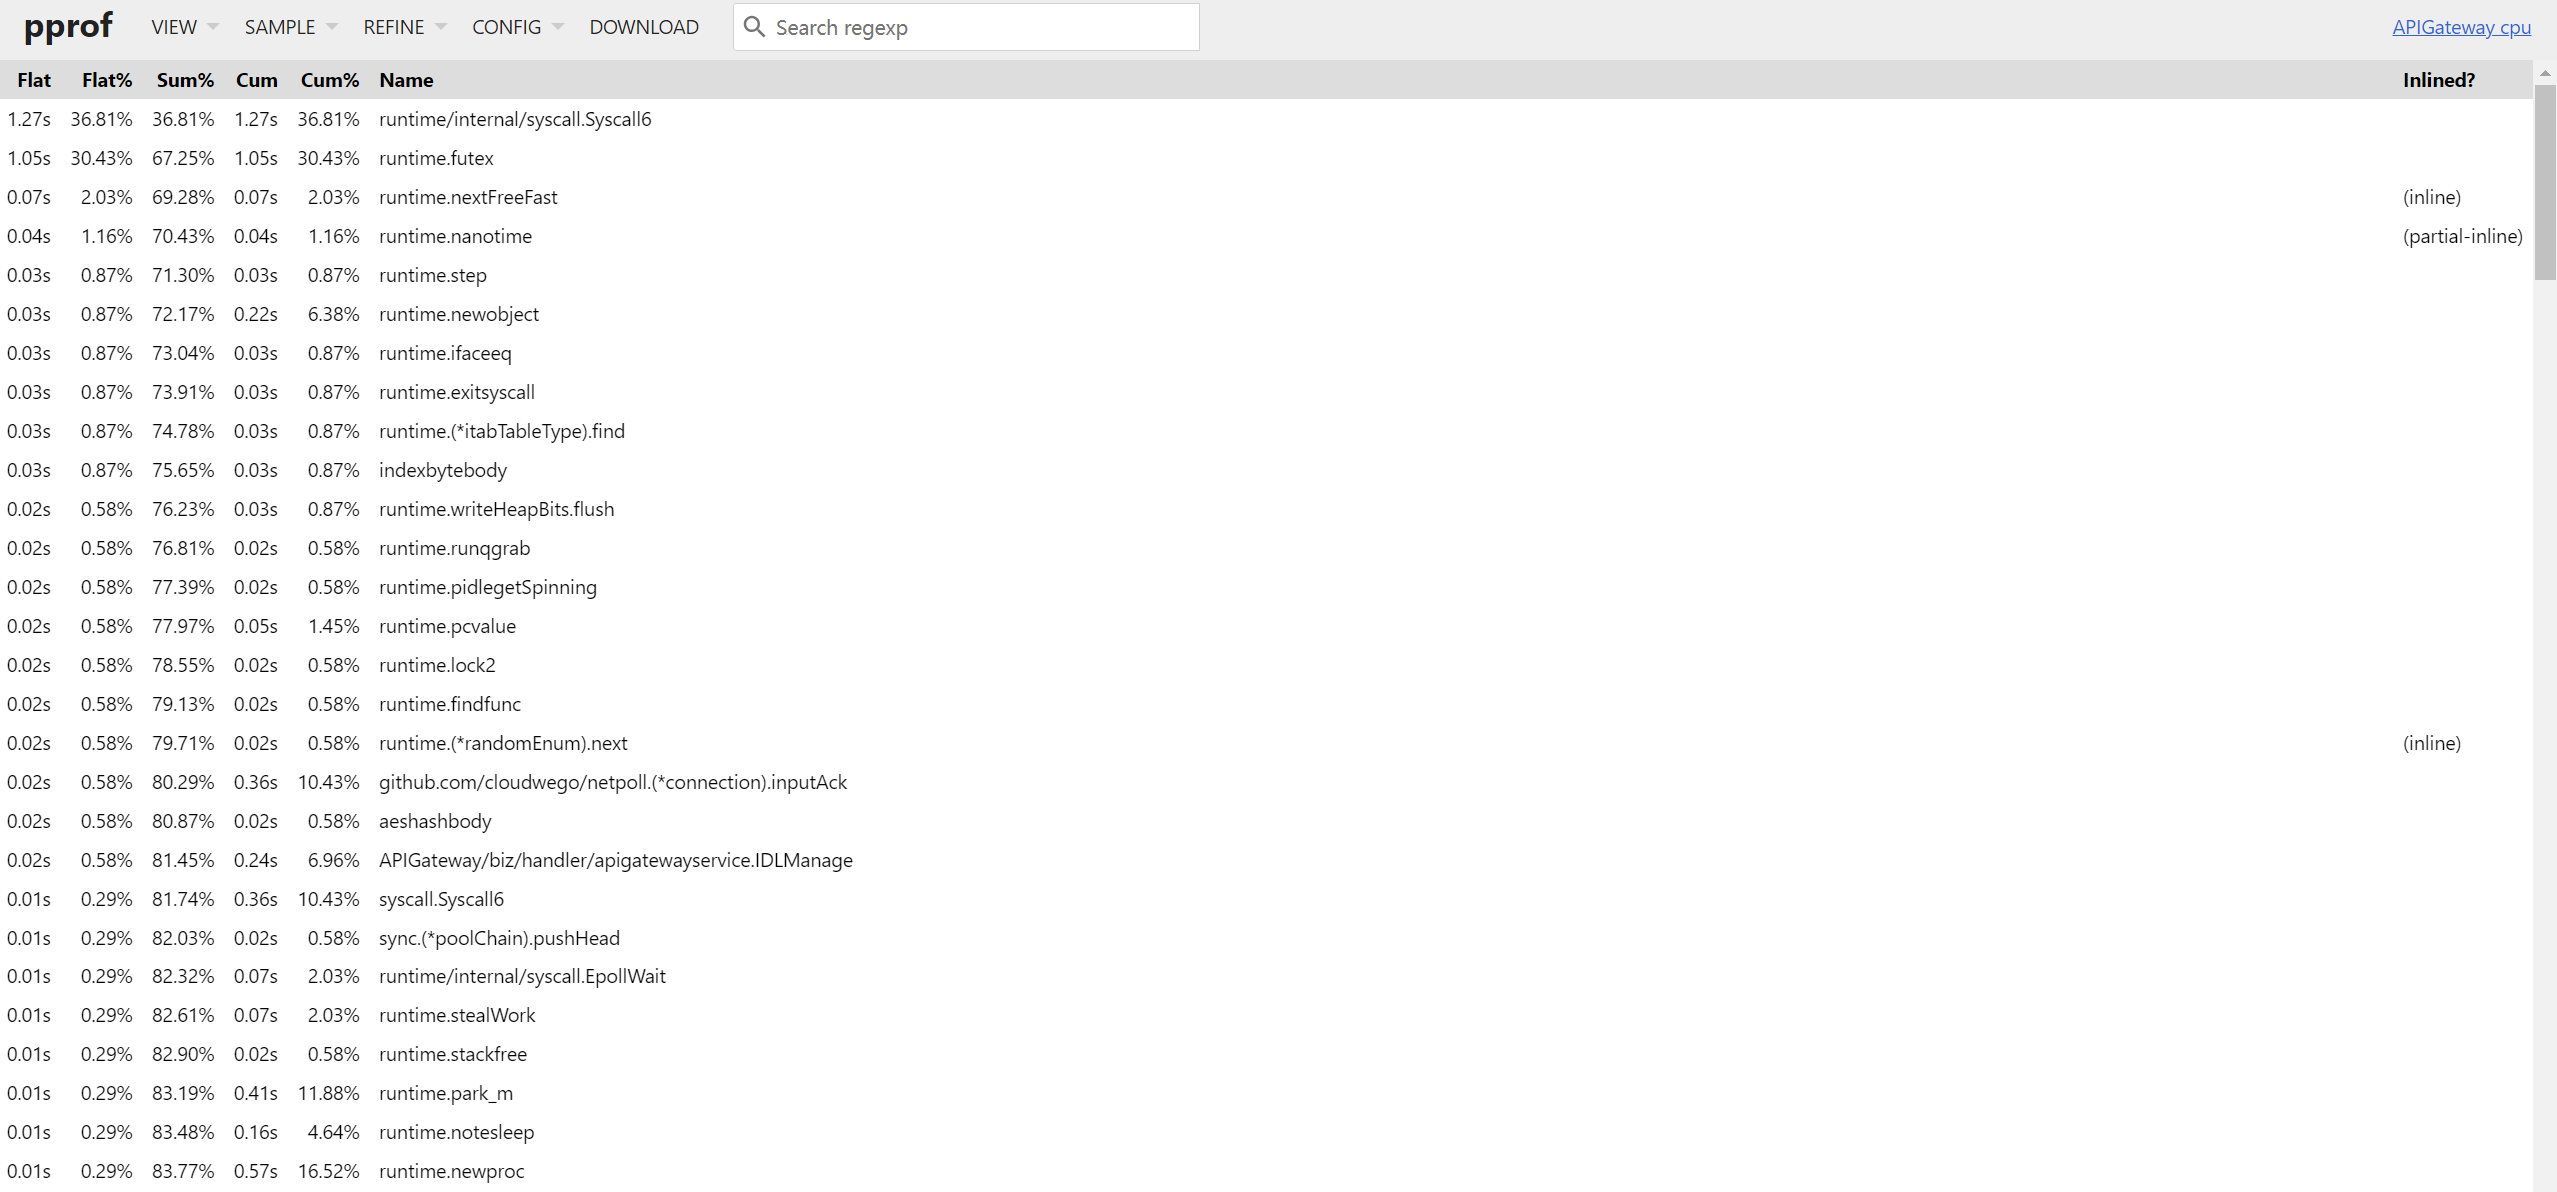 pprof VIEW SAMPLE REFINE CONFIG DOWNLOAD Search regexp APIGateway cpu
Flat Flat% Sum% Cum Cum% Name Inlined?
1.27s 36.81% 36.81% 1.27s 36.81% runtime/internal/syscall.Syscall6
1.05s 30.43% 67.25% 1.05s 30.43% runtime.futex
0.07s 2.03% 69.28% 0.07s 2.03% runtime.nextFreeFast (inline)
0.04s 1.16% 70.43% 0.04s 1.16% runtime.nanotime (partial-inline)
0.03s 0.87% 71.30% 0.03s 0.87% runtime.step
0.03s 0.87% 72.17% 0.22s 6.38% runtime.newobject
0.03s 0.87% 73.04% 0.03s 0.87% runtime.ifaceeq
0.03s 0.87% 73.91% 0.03s 0.87% runtime.exitsyscall
0.03s 0.87% 74.78% 0.03s 0.87% runtime.(*itabTableType).find
0.03s 0.87% 75.65% 0.03s 0.87% indexbytebody
0.02s 0.58% 76.23% 0.03s 0.87% runtime.writeHeapBits.flush
0.02s 0.58% 76.81% 0.02s 0.58% runtime.runqgrab
0.02s 0.58% 77.39% 0.02s 0.58% runtime.pidlegetSpinning
0.02s 0.58% 77.97% 0.05s 1.45% runtime.pcvalue
0.02s 0.58% 78.55% 0.02s 0.58% runtime.lock2
0.02s 0.58% 79.13% 0.02s 0.58% runtime.findfunc
0.02s 0.58% 79.71% 0.02s 0.58% runtime.(*randomEnum).next (inline)
0.02s 0.58% 80.29% 0.36s 10.43% github.com/cloudwego/netpoll.(*connection).inputAck
0.02s 0.58% 80.87% 0.02s 0.58% aeshashbody
0.02s 0.58% 81.45% 0.24s 6.96% APIGateway/biz/handler/apigatewayservice.IDLManage
0.01s 0.29% 81.74% 0.36s 10.43% syscall.Syscall6
0.01s 0.29% 82.03% 0.02s 0.58% sync.(*poolChain).pushHead
0.01s 0.29% 82.32% 0.07s 2.03% runtime/internal/syscall.EpollWait
0.01s 0.29% 82.61% 0.07s 2.03% runtime.stealWork
0.01s 0.29% 82.90% 0.02s 0.58% runtime.stackfree
0.01s 0.29% 83.19% 0.41s 11.88% runtime.park_m
0.01s 0.29% 83.48% 0.16s 4.64% runtime.notesleep
0.01s 0.29% 83.77% 0.57s 16.52% runtime.newproc